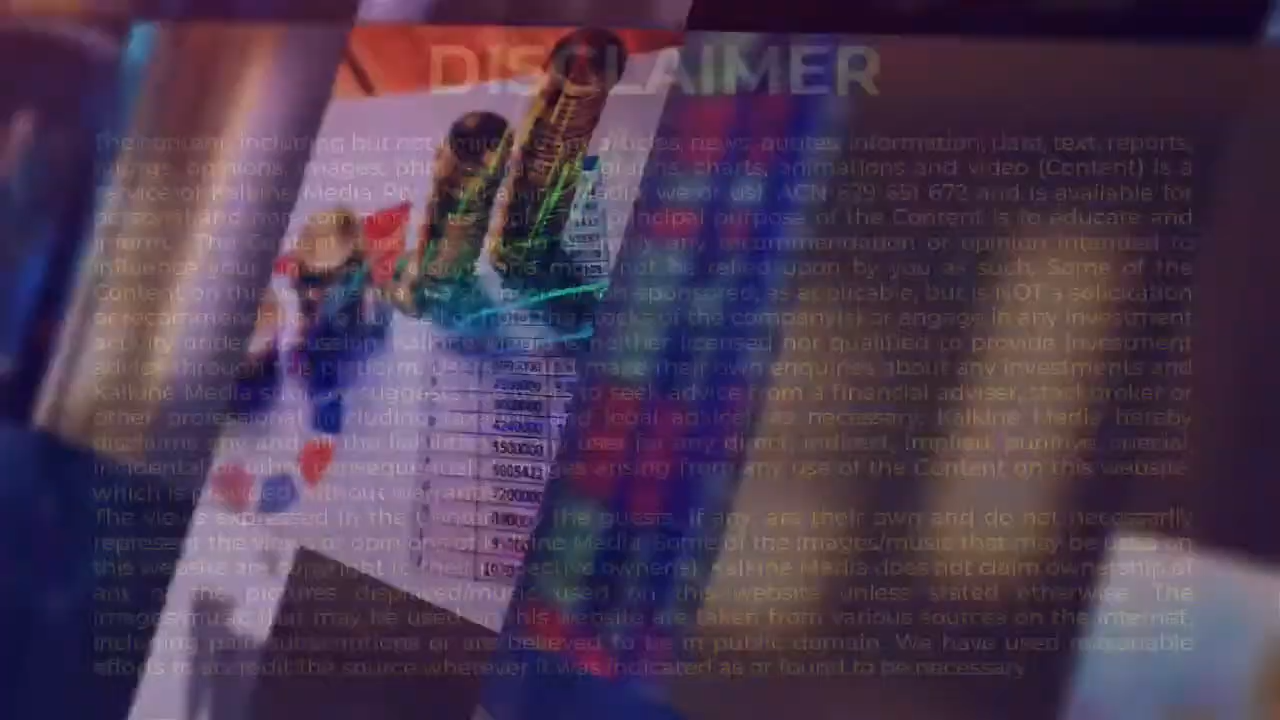 DISCLAIMER
The content, including but not limited to any articles, news, quotes, information, data, text, reports,
ratings, opinions, images, photos, graphics, graphs, charts, animations and video (Content) is a
service of Kalkine Media Pty Ltd (Kalkine Media, we or us), ACN 629 651 672 and is available for
personal and non-commercial use only. The principal purpose of the Content is to educate and
inform. The Content does not contain or imply any recommendation or opinion intended to
influence your financial decisions and must not be relied upon by you as such. Some of the
Content on this website may be sponsored/non-sponsored, as applicable, but is NOT a solicitation
or recommendation to buy, sell or hold the stocks of the company(s) or engage in any investment
activity under discussion. Kalkine Media is neither licensed nor qualified to provide investment
advice through this platform. Users should make their own enquiries about any investments and
Kalkine Media strongly suggests the users to seek advice from a financial adviser, stockbroker or
other professional (including taxation and legal advice), as necessary. Kalkine Media hereby
disclaims any and all the liabilities to any user for any direct, indirect, implied, punitive, special,
incidental or other consequential damages arising from any use of the Content on this website,
which is provided without warranties.
The views expressed in the Content by the guests, if any, are their own and do not necessarily
represent the views or opinions of Kalkine Media. Some of the images/music that may be used on
this website are copyright to their respective owner(s). Kalkine Media does not claim ownership of
any of the pictures displayed/music used on this website unless stated otherwise. The
images/music that may be used on this website are taken from various sources on the internet,
including paid subscriptions or are believed to be in public domain. We have used reasonable
efforts to accredit the source wherever it was indicated as or found to be necessary.
4240000
5500000
9805422